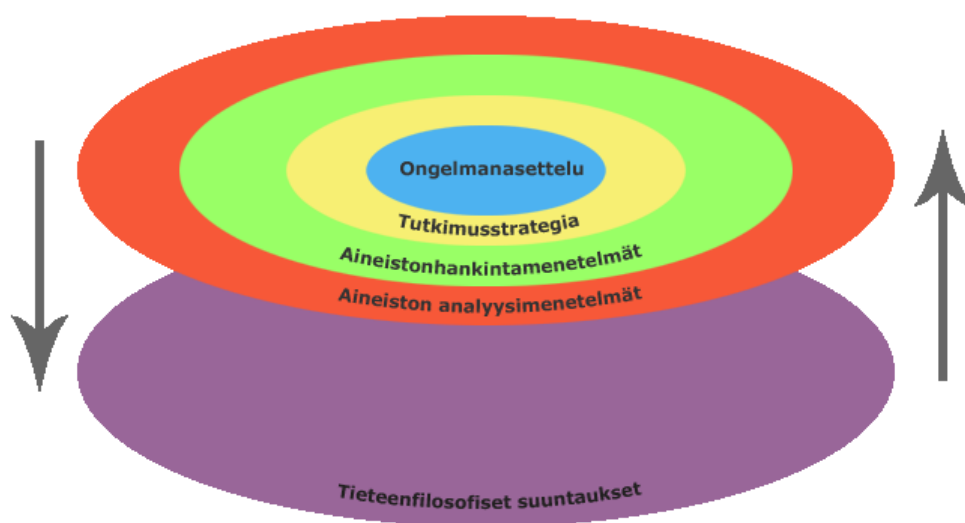 Ongelmanasettelu
Tutkimusstrategia
Aineistonhankintamenetelmät
Aineiston analyysimenetelmät
Tieteenfilosofiset suuntaukset